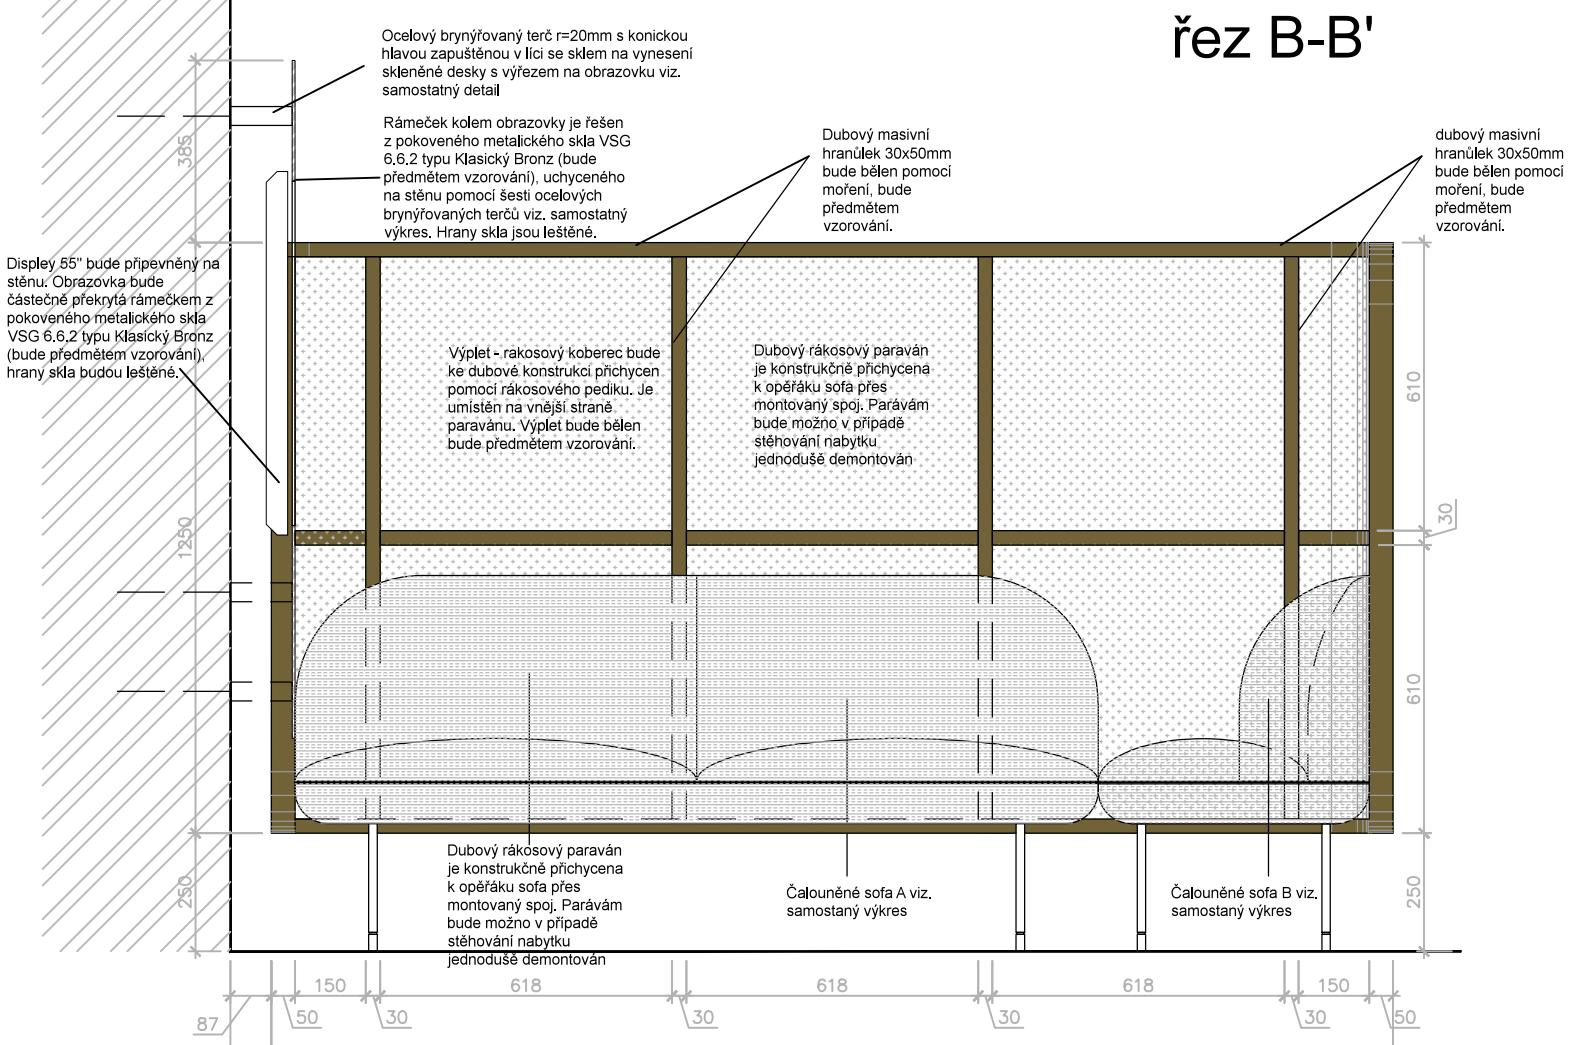 řez B-B'
Ocelový brynýřovaný terč r=20mm s konickou
hlavou zapuštěnou v líci se sklem na vynesení
skleněné desky s výřezem na obrazovku viz.
samostatný detail
Rámeček kolem obrazovky je řešen
z pokoveného metalického skla VSG
6.6.2 typu Klasický Bronz (bude
předmětem vzorování), uchyceného
na stěnu pomocí šesti ocelových
brynýřovaných terčů viz. samostatný
výkres. Hrany skla jsou leštěné.
Dubový masivní
hranůlek 30x50mm
bude bělen pomocí
moření, bude
předmětem
vzorování.
dubový masivní
hranůlek 30x50mm
bude bělen pomocí
moření, bude
předmětem
vzorování.
Displey 55" bude připevněný na
stěnu. Obrazovka bude
částečně překrytá rámečkem z
pokoveného metalického skla
VSG 6.6.2 typu Klasický Bronz
(bude předmětem vzorování),
hrany skla budou leštěné.
Výplet - rakosový koberec bude
ke dubové konstrukci přichycen
pomocí rákosového pediku. Je
umístěn na vnější straně
paravánu. Výplet bude bělen
bude předmětem vzorování.
Dubový rákosový paraván
je konstrukčně přichycena
k opěřáku sofa přes
montovaný spoj. Parávám
bude možno v případě
stěhování nabytku
jednodušě demontován
Dubový rákosový paraván
je konstrukčně přichycena
k opěřáku sofa přes
montovaný spoj. Parávám
bude možno v případě
stěhování nabytku
jednodušě demontován
Čalouněné sofa A viz.
samostaný výkres
Čalouněné sofa B viz.
samostaný výkres
385
1250
250
610
30
610
250
150
618
618
618
150
87
50
30
30
30
30
50